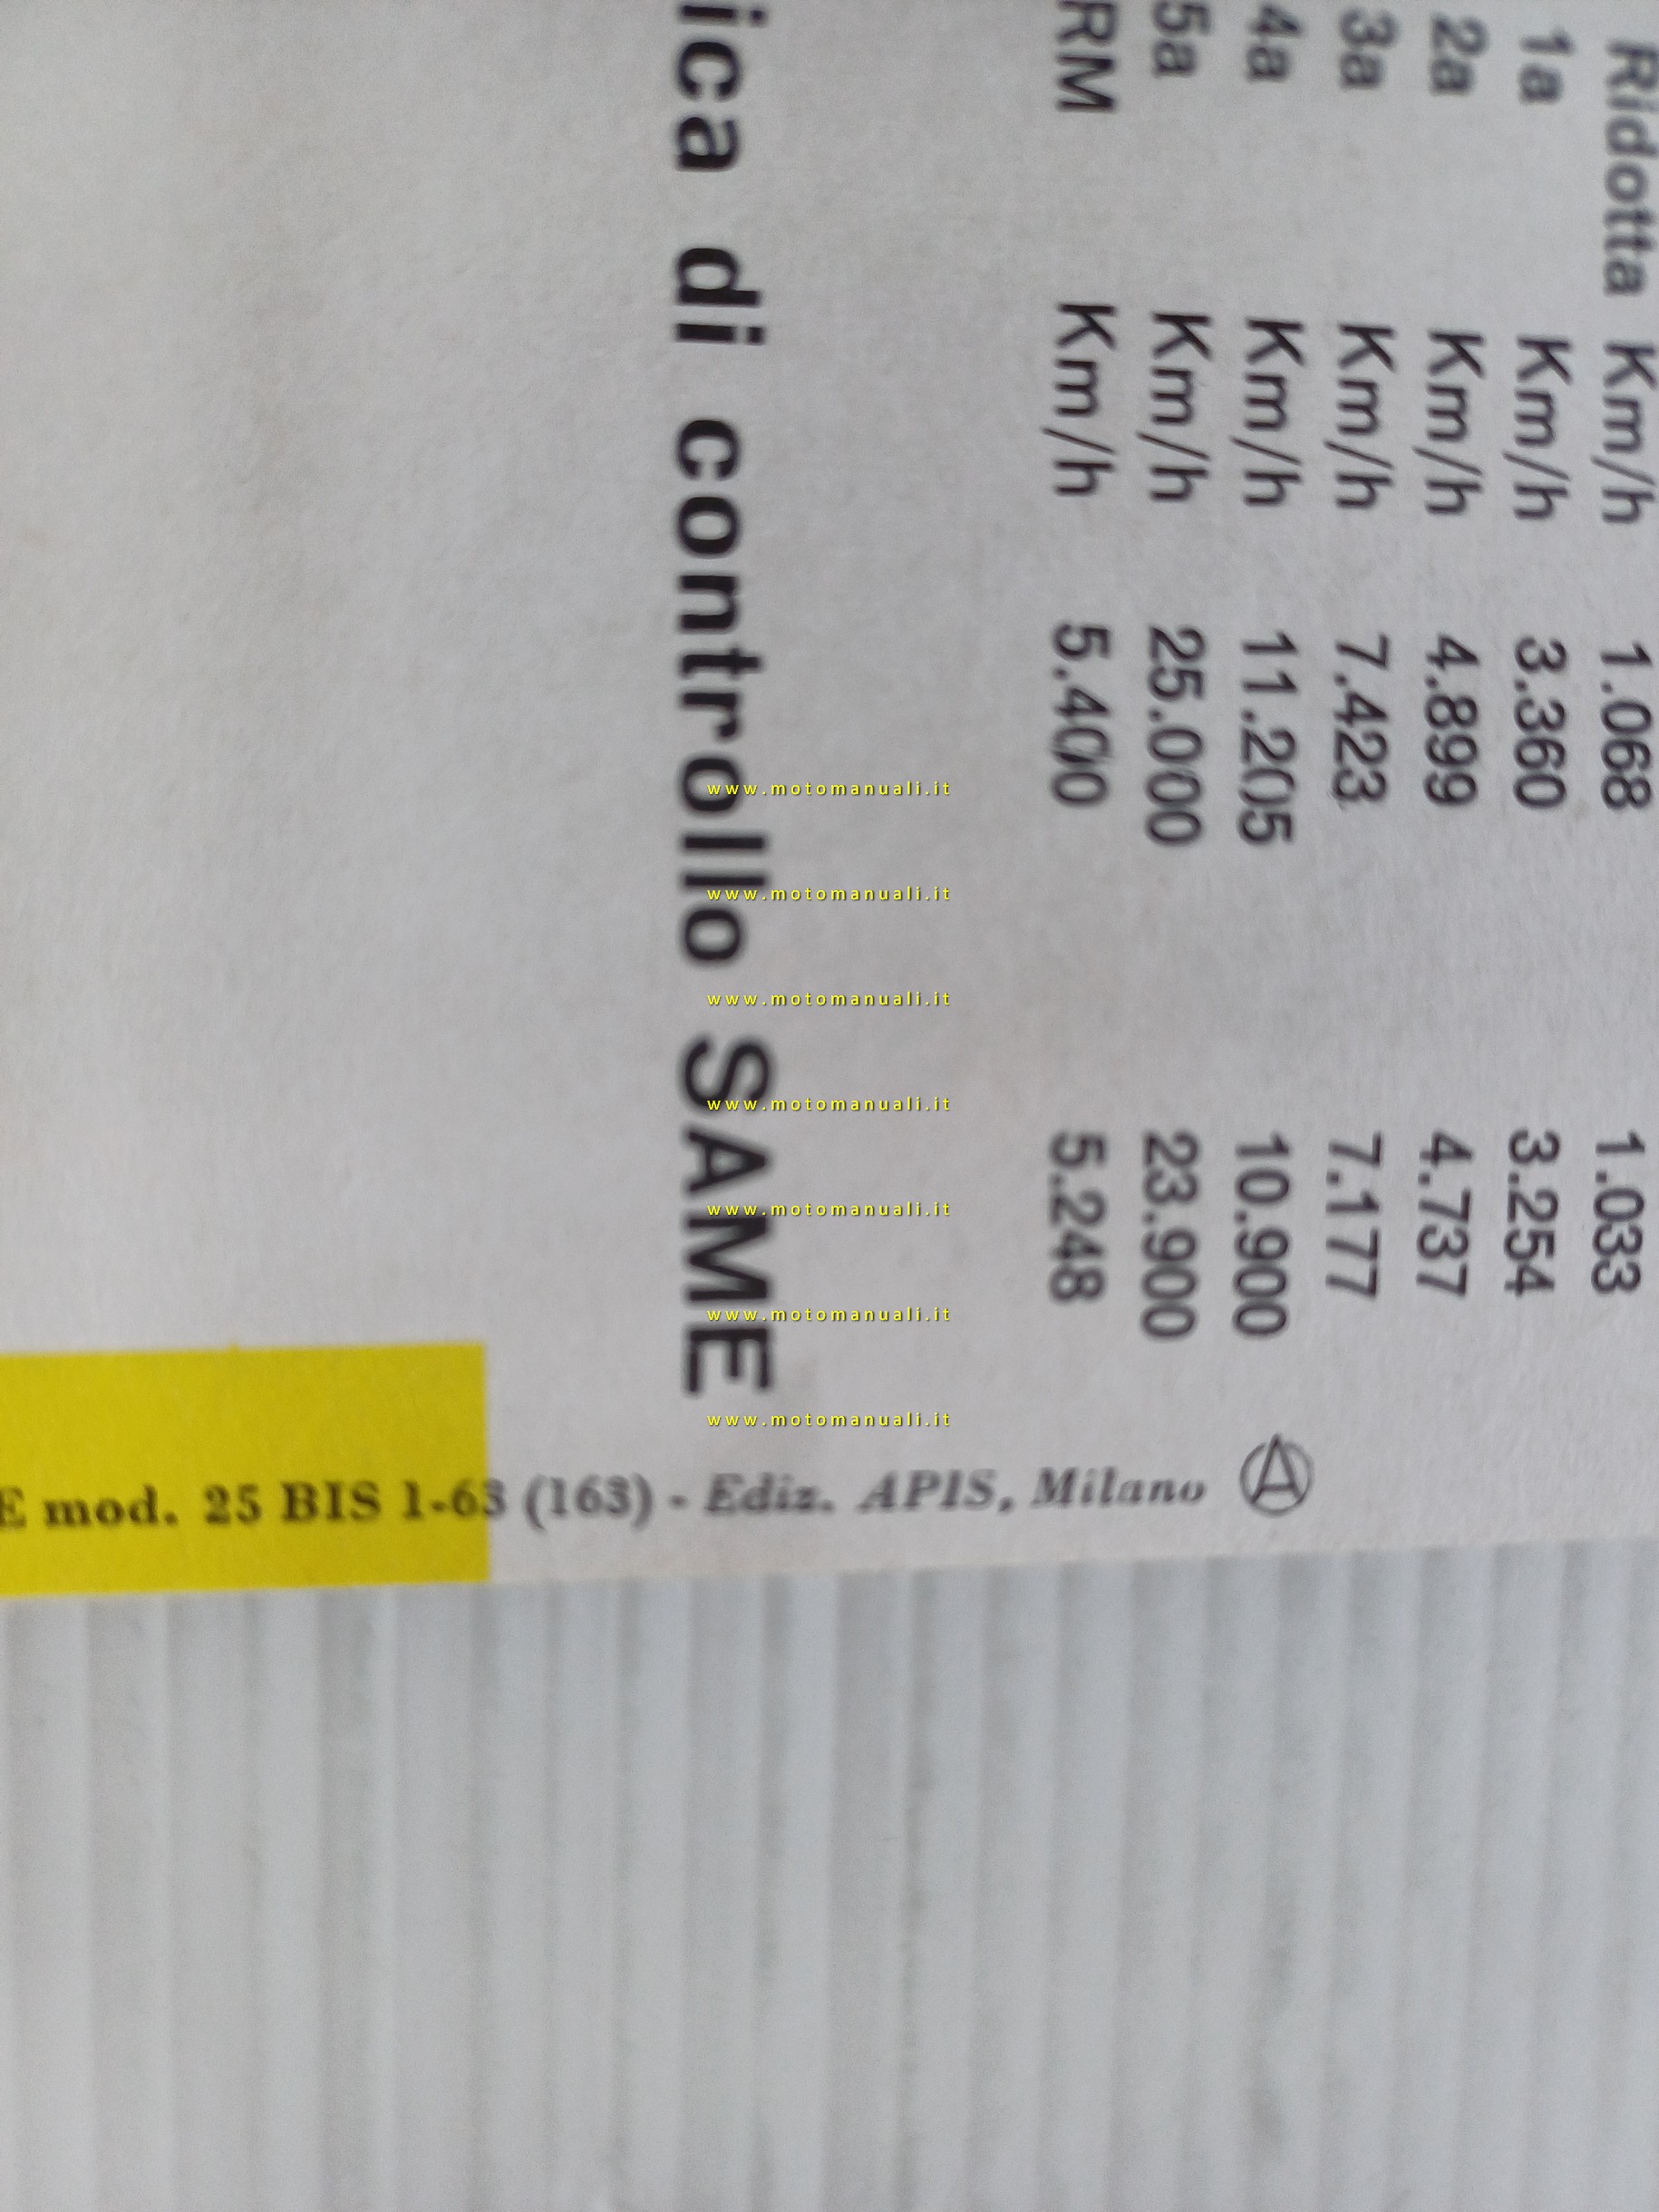 Ridotta Km/h 1.068 1.033
1a Km/h 3.360 3.254
2a Km/h 4.899 4.737
3a Km/h 7.423 7.177
4a Km/h 11.205 10.900
5a Km/h 25.000 23.900
RM Km/h 5.400 5.248
ica di controllo SAME
E mod. 25 BIS 1-63 (163) - Ediz. APIS, Milano A
www.motomanuali.it
www.motomanuali.it
www.motomanuali.it
www.motomanuali.it
www.motomanuali.it
www.motomanuali.it
www.motomanuali.it